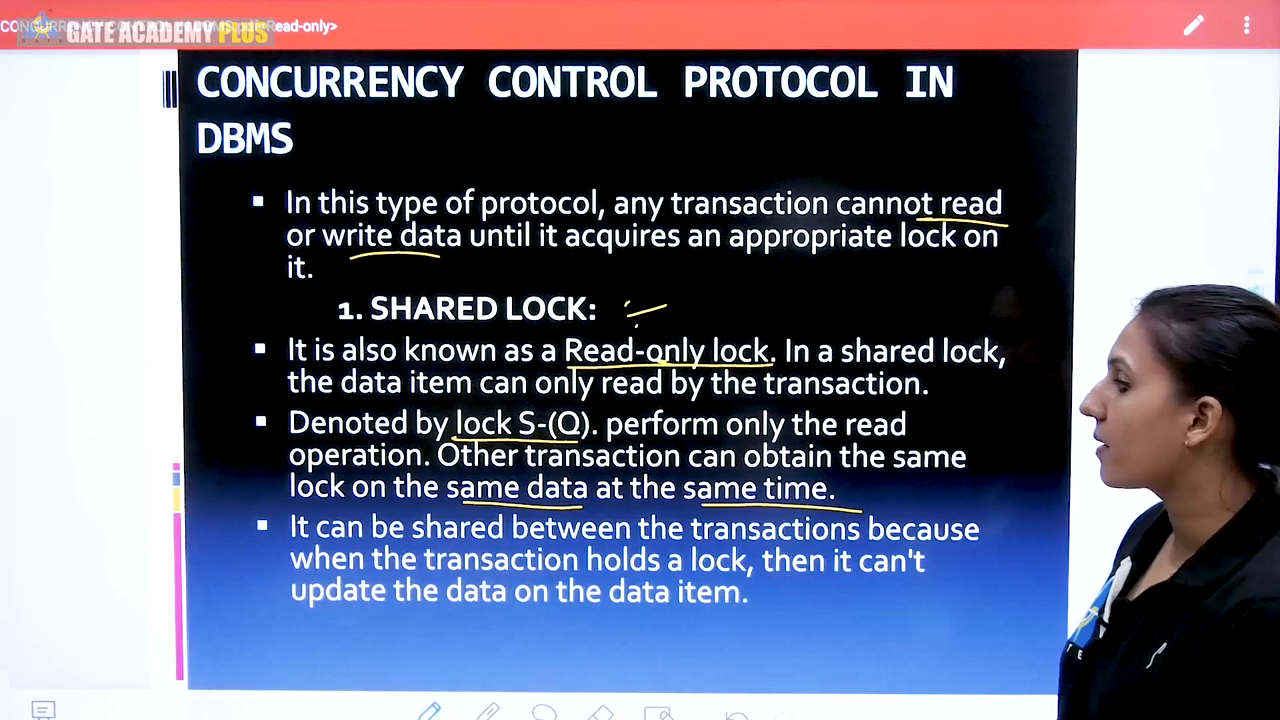 GATE ACADEMY PLUS
ead-only>
CONCURRENCY CONTROL PROTOCOL IN
DBMS
▪ In this type of protocol, any transaction cannot read
or write data until it acquires an appropriate lock on
it.
1. SHARED LOCK:
▪ It is also known as a Read-only lock. In a shared lock,
the data item can only read by the transaction.
▪ Denoted by lock S-(Q). perform only the read
operation. Other transaction can obtain the same
lock on the same data at the same time.
▪ It can be shared between the transactions because
when the transaction holds a lock, then it can't
update the data on the data item.